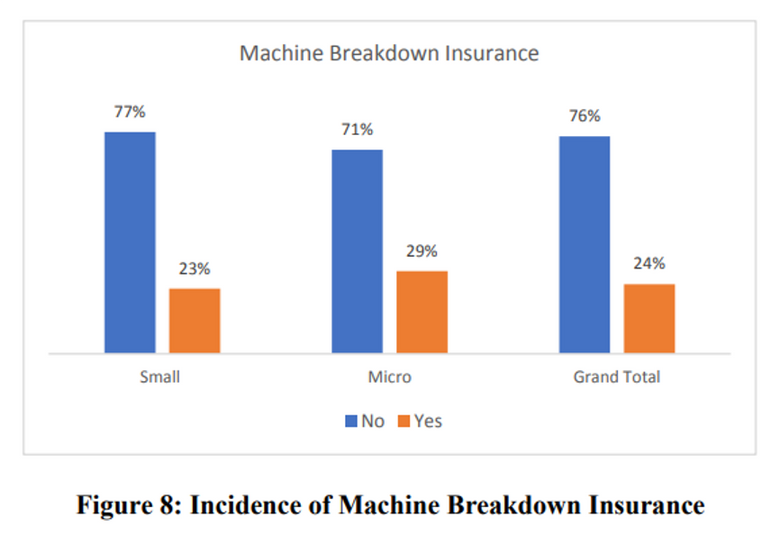 Machine Breakdown Insurance
77%
71%
76%
23%
29%
24%
Small
Micro
Grand Total
No
Yes
Figure 8: Incidence of Machine Breakdown Insurance